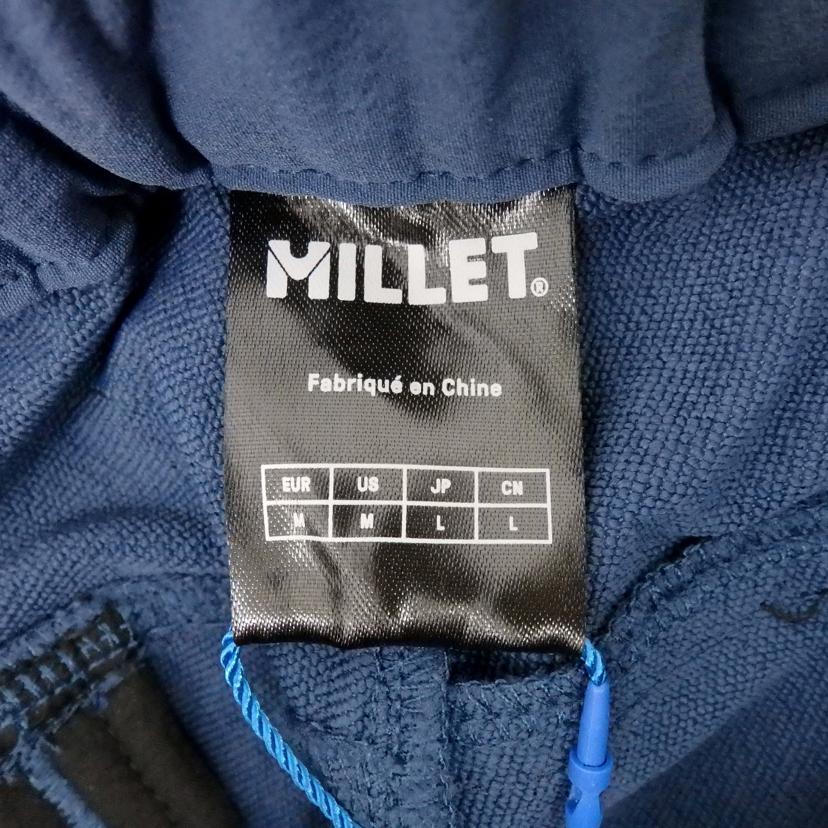 MILLET®
Fabriqué en Chine
EUR US JP CN
M M L L